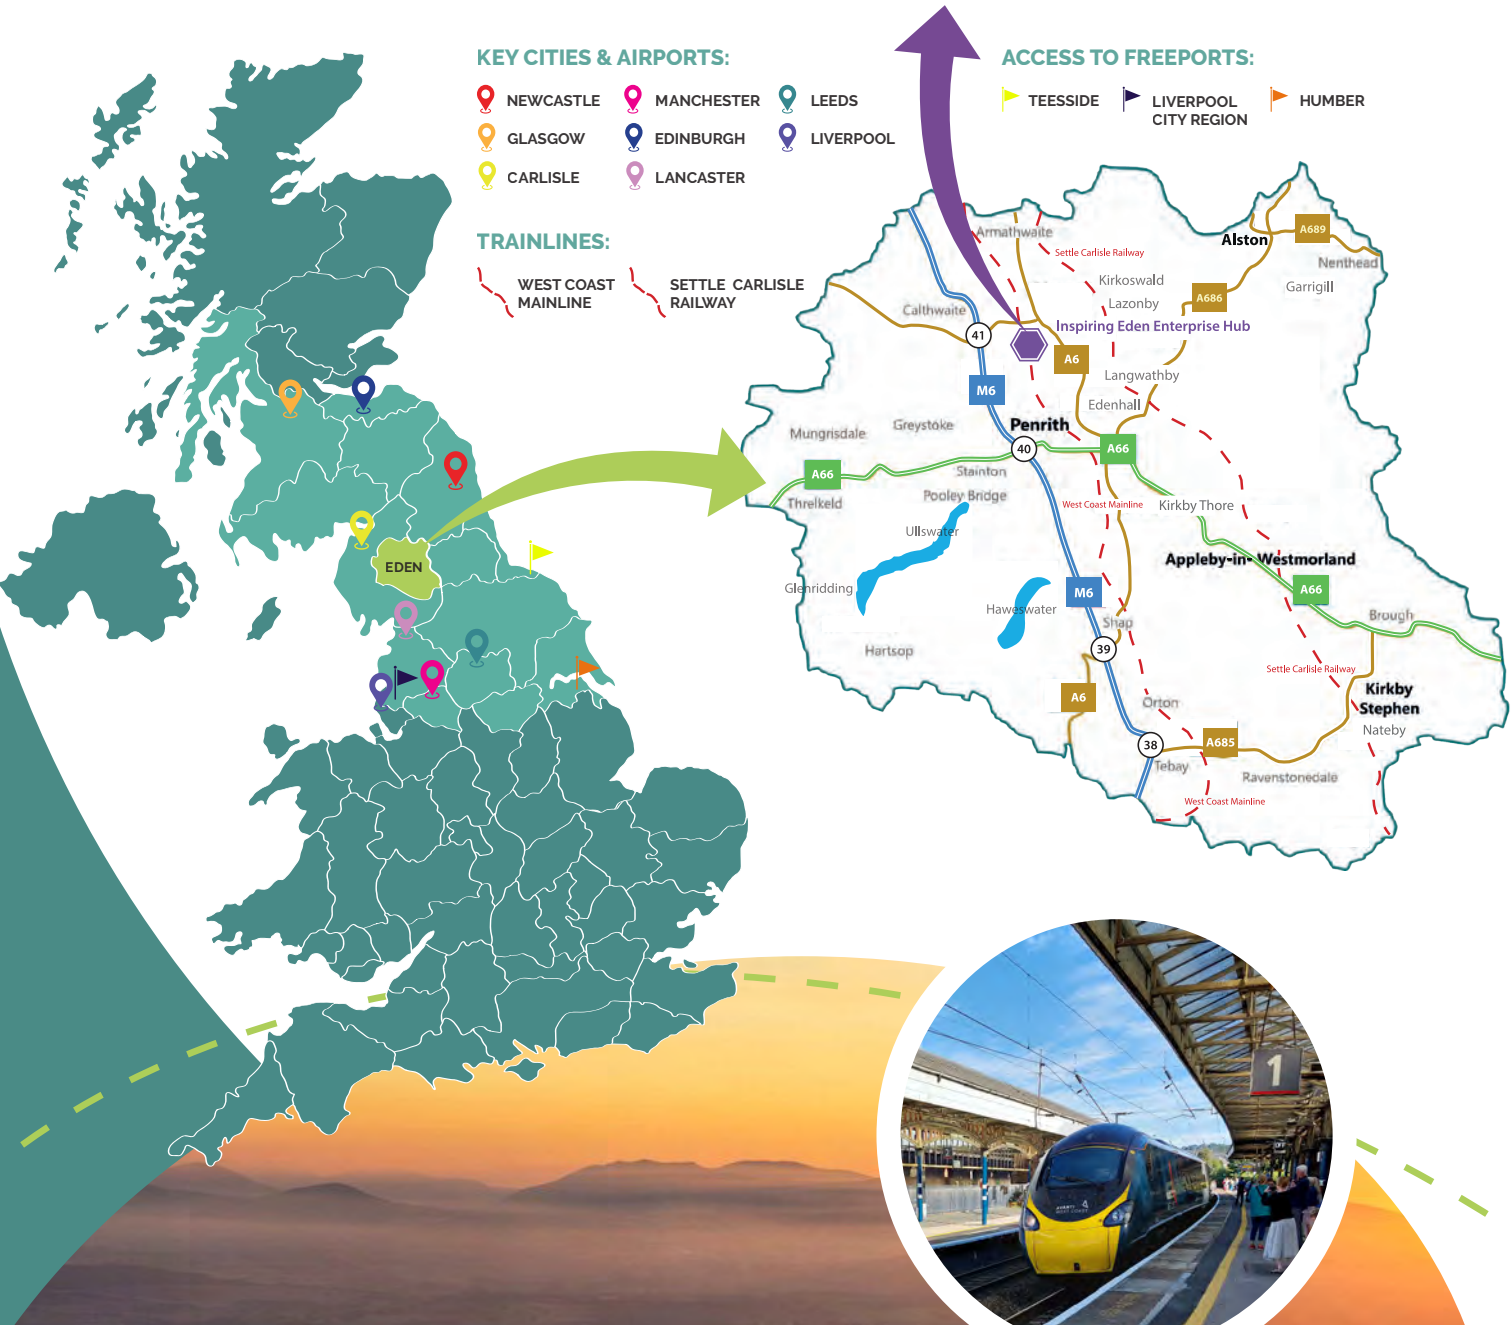 KEY CITIES & AIRPORTS:
NEWCASTLE
MANCHESTER
LEEDS
GLASGOW
EDINBURGH
LIVERPOOL
CARLISLE
LANCASTER
TRAINLINES:
WEST COAST
MAINLINE
SETTLE CARLISLE
RAILWAY
ACCESS TO FREEPORTS:
TEESSIDE
LIVERPOOL
CITY REGION
HUMBER
EDEN
Armathwaite
Settle Carlisle Railway
Alston
A689
Nenthead
Kirkoswald
Garrigill
Lazonby
A686
Calthwaite
Inspiring Eden Enterprise Hub
41
A6
M6
Langwathby
Edenhall
Greystoke
Penrith
Mungrisdale
40
A66
A66
Stainton
Threlkeld
Pooley Bridge
West Coast Mainline
Kirkby Thore
Ullswater
Appleby-in-Westmorland
Glenridding
M6
A66
Haweswater
Shap
Brough
Hartsop
39
Settle Carlisle Railway
A6
Kirkby
Stephen
Orton
Nateby
38
A685
Tebay
Ravenstonedale
West Coast Mainline
1
AVANTI
WEST COAST